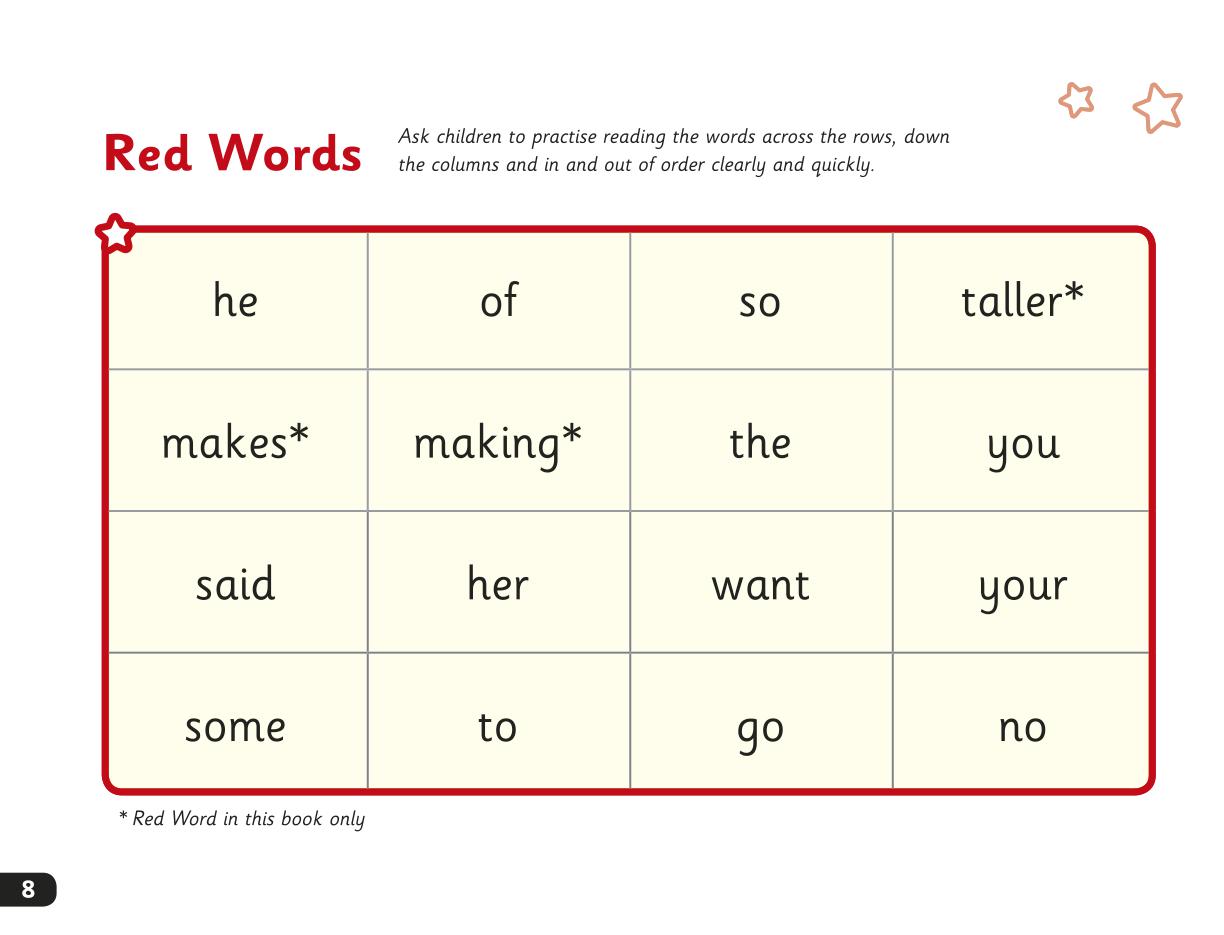 Red Words
Ask children to practise reading the words across the rows, down
the columns and in and out of order clearly and quickly.
he of so taller*
makes* making* the you
said her want your
some to go no
* Red Word in this book only
8